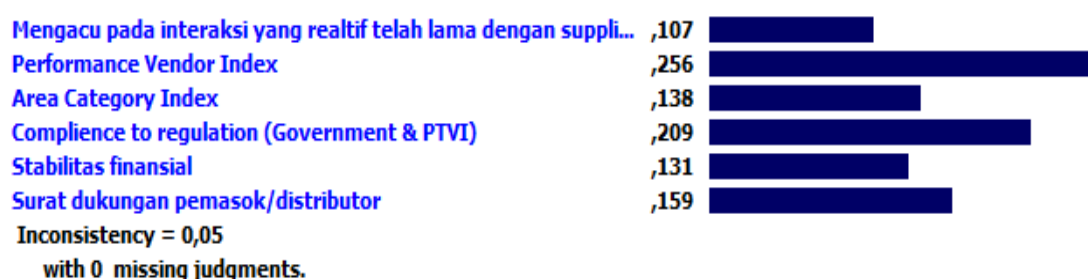 Mengacu pada interaksi yang realtif telah lama dengan suppli... ,107
Performance Vendor Index ,256
Area Category Index ,138
Complience to regulation (Government & PTVI) ,209
Stabilitas finansial ,131
Surat dukungan pemasok/distributor ,159
Inconsistency = 0,05
with 0 missing judgments.